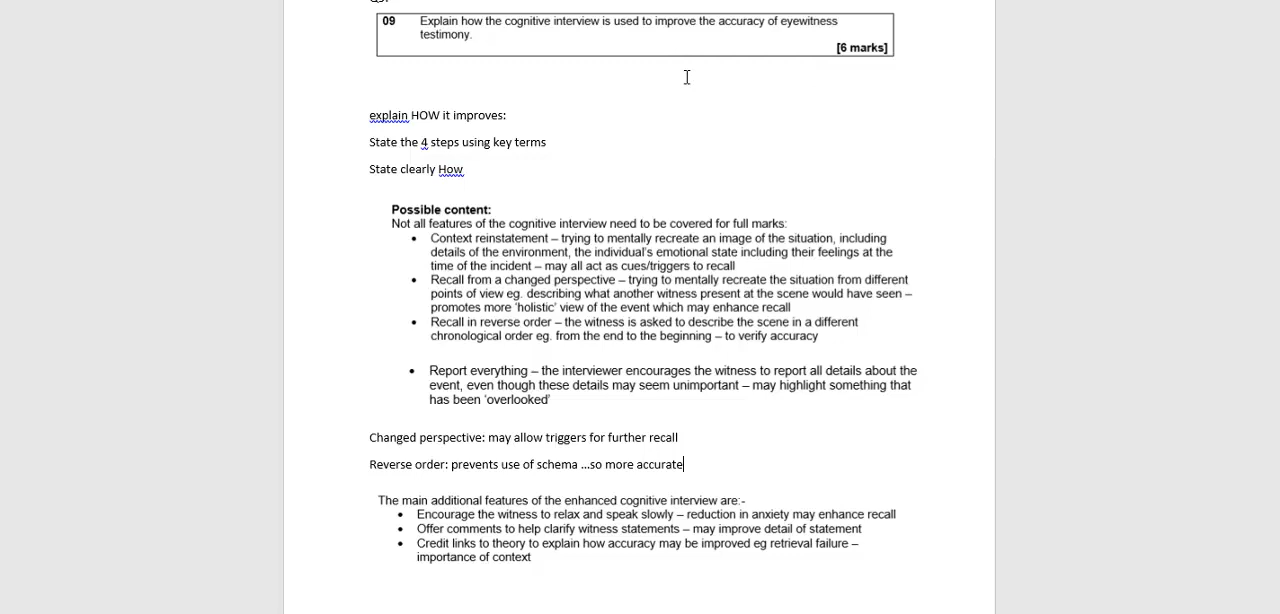 09 Explain how the cognitive interview is used to improve the accuracy of eyewitness
testimony.
[6 marks]
explain HOW it improves:
State the 4 steps using key terms
State clearly How
Possible content:
Not all features of the cognitive interview need to be covered for full marks:
• Context reinstatement – trying to mentally recreate an image of the situation, including
details of the environment, the individual's emotional state including their feelings at the
time of the incident – may all act as cues/triggers to recall
• Recall from a changed perspective – trying to mentally recreate the situation from different
points of view eg. describing what another witness present at the scene would have seen –
promotes more 'holistic' view of the event which may enhance recall
• Recall in reverse order – the witness is asked to describe the scene in a different
chronological order eg. from the end to the beginning – to verify accuracy
• Report everything – the interviewer encourages the witness to report all details about the
event, even though these details may seem unimportant – may highlight something that
has been 'overlooked'
Changed perspective: may allow triggers for further recall
Reverse order: prevents use of schema ...so more accurate
The main additional features of the enhanced cognitive interview are:-
• Encourage the witness to relax and speak slowly – reduction in anxiety may enhance recall
• Offer comments to help clarify witness statements – may improve detail of statement
• Credit links to theory to explain how accuracy may be improved eg retrieval failure –
importance of context